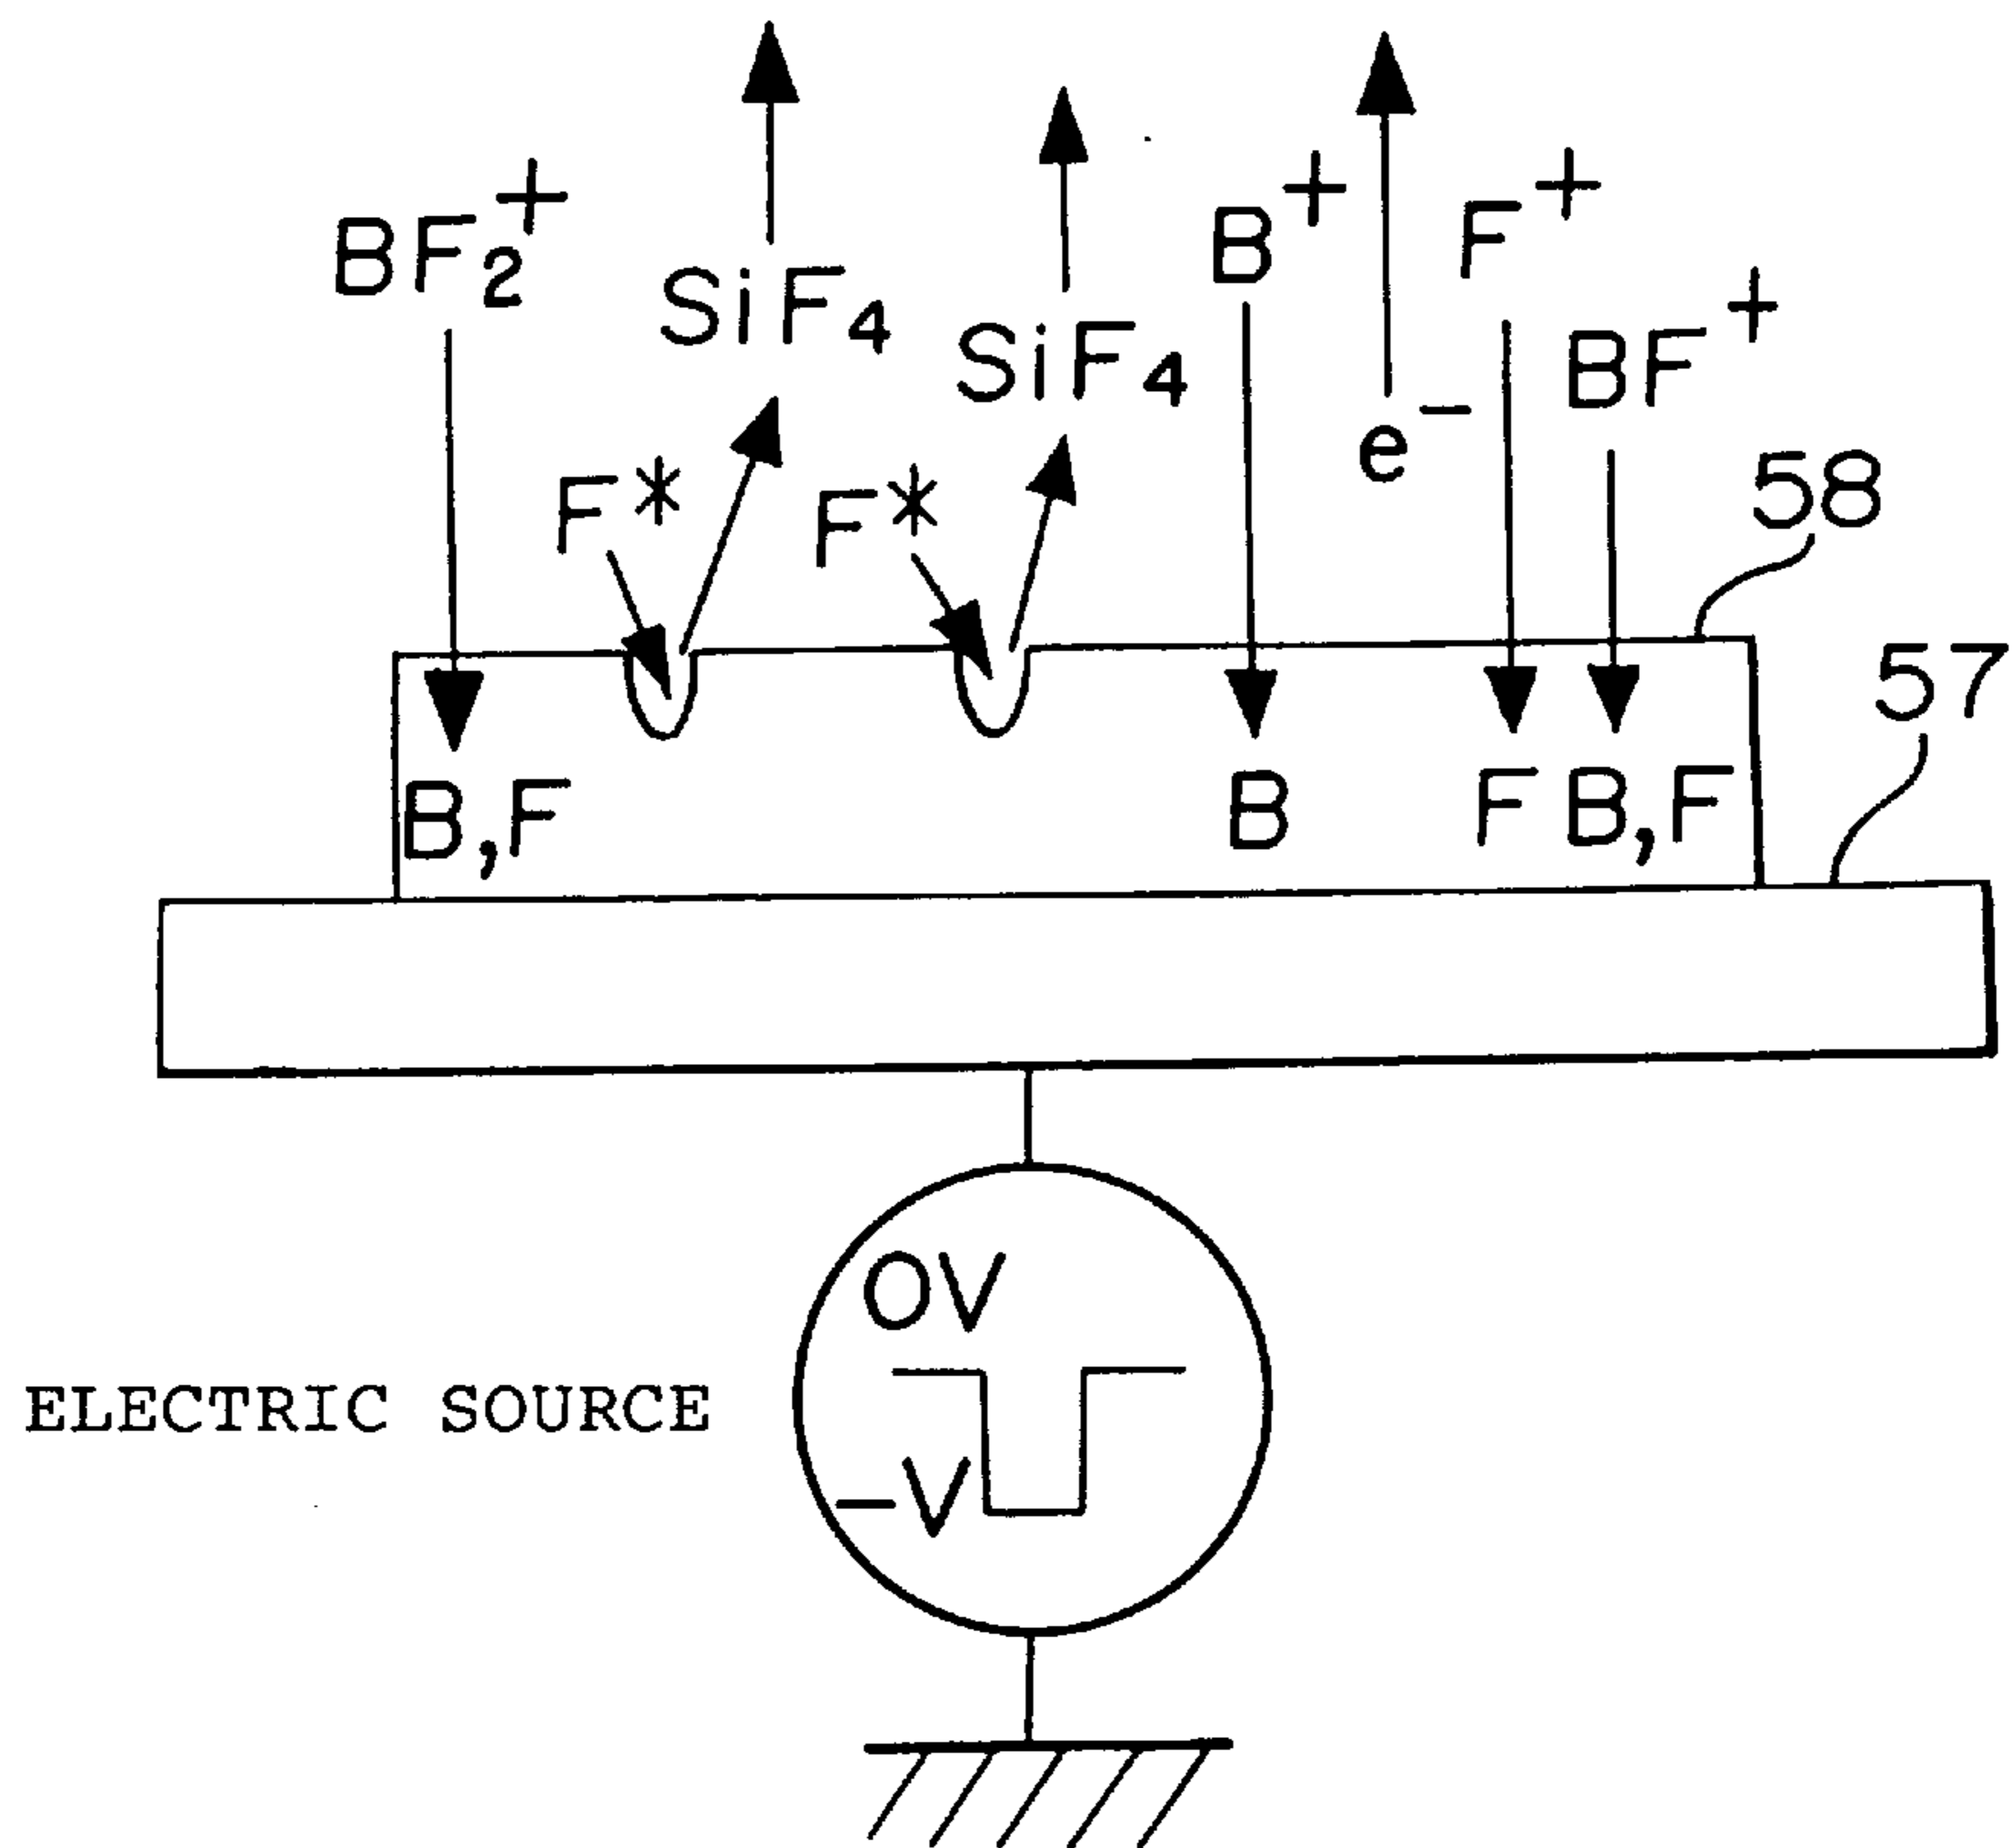 BF2+
SiF4
SiF4
B+
F+
BF+
e−
F*
F*
58
57
B,F
B
F
B,F
0V
−V
ELECTRIC SOURCE